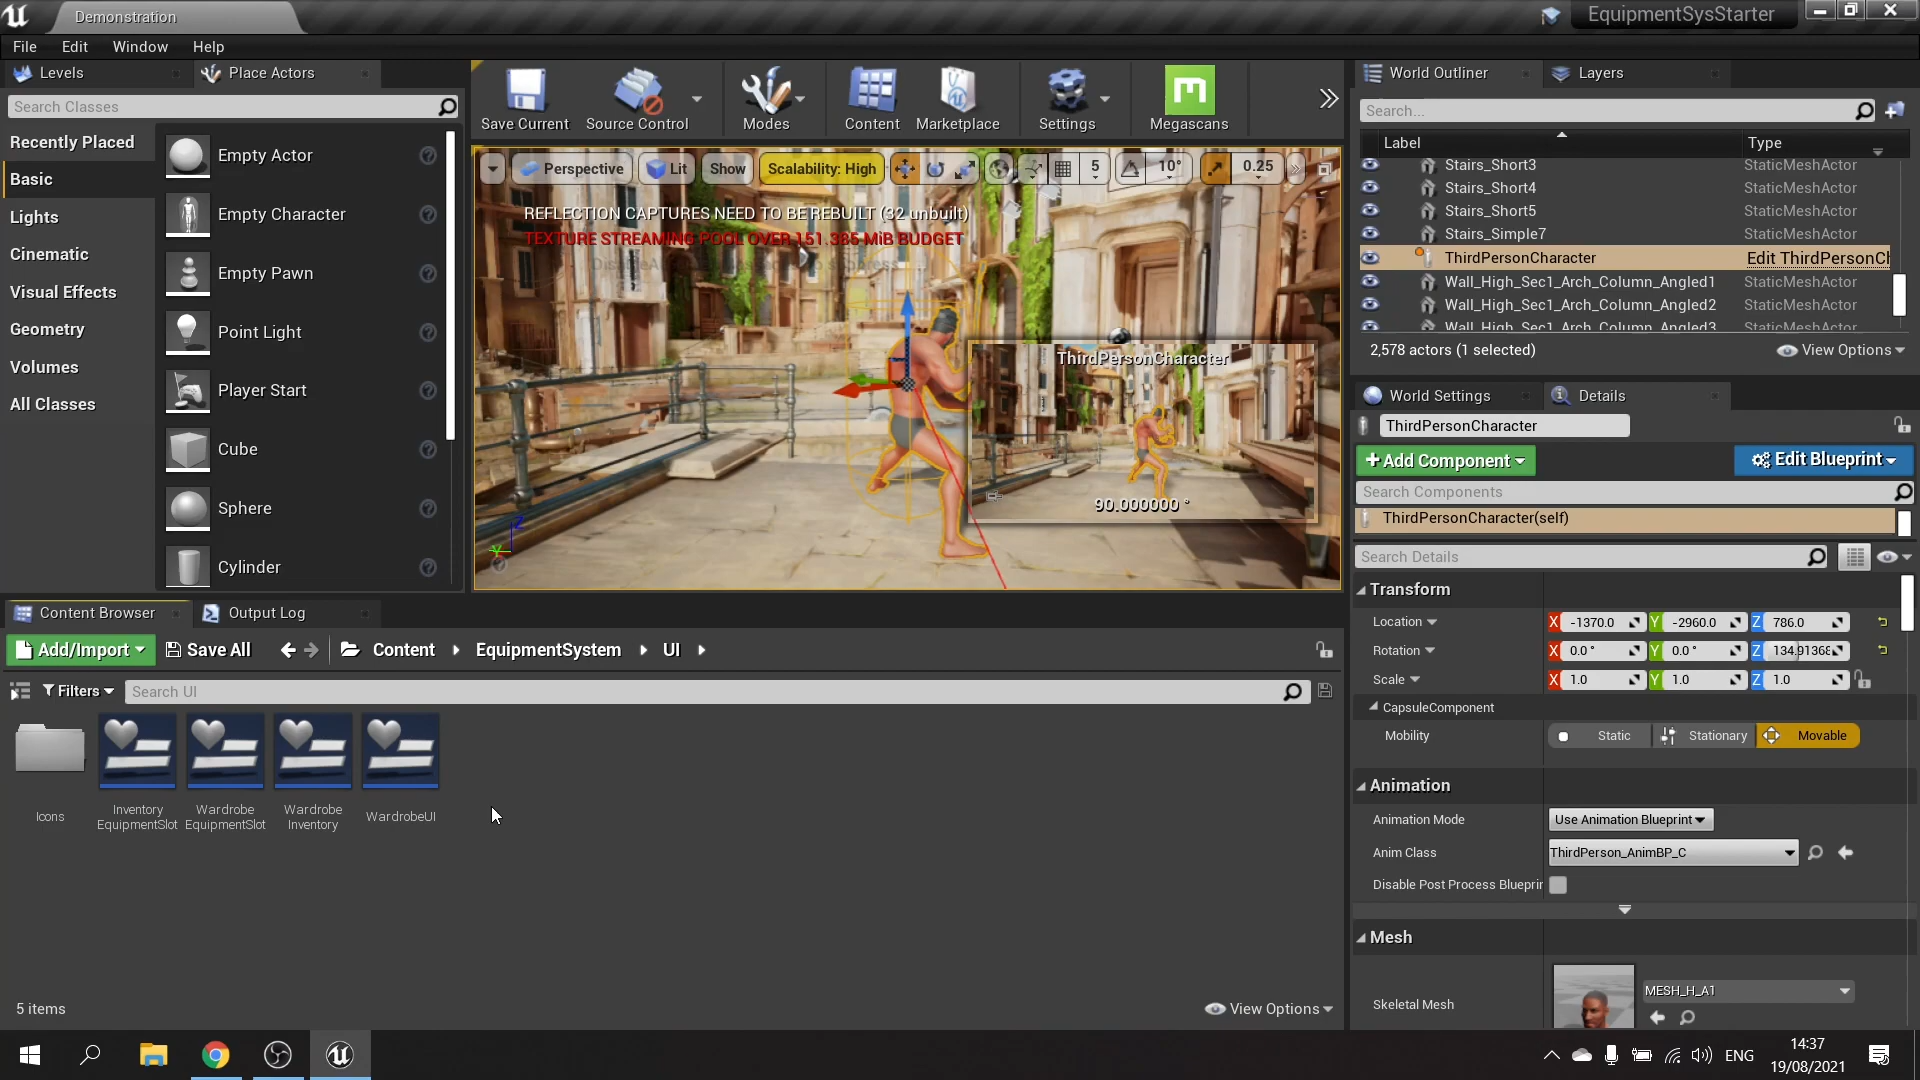 Demonstration
EquipmentSysStarter
File
Edit
Window
Help
Levels
Place Actors
Search Classes
Recently Placed
Basic
Lights
Cinematic
Visual Effects
Geometry
Volumes
All Classes
Empty Actor
Empty Character
Empty Pawn
Point Light
Player Start
Cube
Sphere
Cylinder
Save Current
Source Control
Modes
Content
Marketplace
Settings
Megascans
Perspective
Lit
Show
Scalability: High
5
10°
0.25
REFLECTION CAPTURES NEED TO BE REBUILT (32 unbuilt)
TEXTURE STREAMING POOL OVER 151.385 MiB BUDGET
ThirdPersonCharacter
90.000000 °
World Outliner
Layers
Search...
Label
Type
Stairs_Short3
StaticMeshActor
Stairs_Short4
StaticMeshActor
Stairs_Short5
StaticMeshActor
Stairs_Simple7
StaticMeshActor
ThirdPersonCharacter
Edit ThirdPersonCh
Wall_High_Sec1_Arch_Column_Angled1
StaticMeshActor
Wall_High_Sec1_Arch_Column_Angled2
StaticMeshActor
Wall_High_Sec1_Arch_Column_Angled3
StaticMeshActor
2,578 actors (1 selected)
View Options
World Settings
Details
ThirdPersonCharacter
+Add Component
Edit Blueprint
Search Components
ThirdPersonCharacter(self)
Search Details
Transform
Location
X -1370.0
Y -2960.0
Z 786.0
Rotation
X 0.0 °
Y 0.0 °
Z 134.91368
Scale
X 1.0
Y 1.0
Z 1.0
CapsuleComponent
Mobility
Static
Stationary
Movable
Animation
Animation Mode
Use Animation Blueprint
Anim Class
ThirdPerson_AnimBP_C
Disable Post Process Blueprin
Mesh
Skeletal Mesh
MESH_H_A1
Content Browser
Output Log
Add/Import
Save All
Content
EquipmentSystem
UI
Filters
Search UI
Icons
Inventory
EquipmentSlot
Wardrobe
EquipmentSlot
Wardrobe
Inventory
WardrobeUI
5 items
View Options
ENG
14:37
19/08/2021